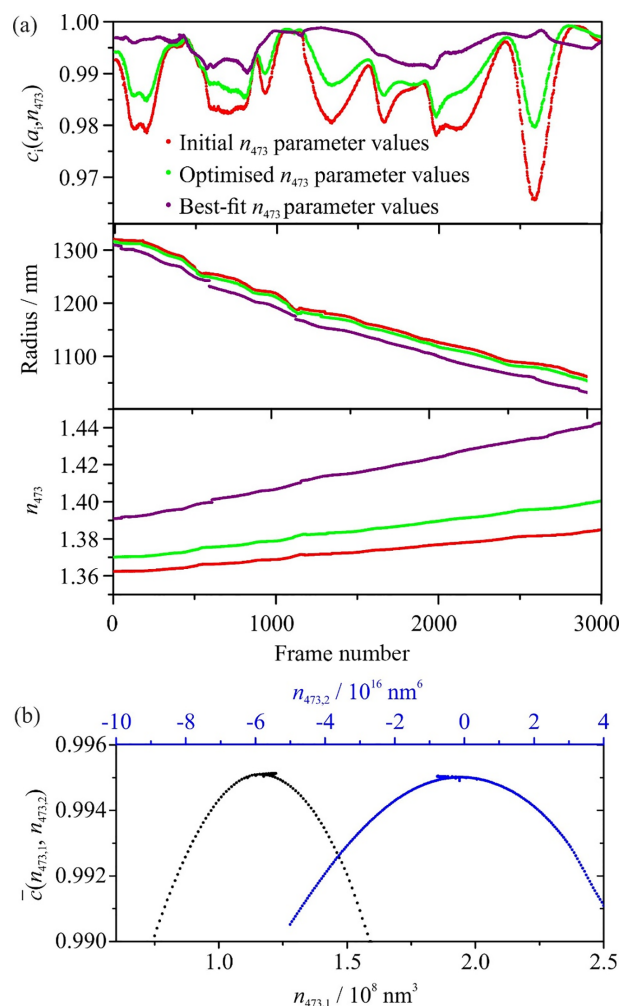 (a)
1.00
0.99
0.98
0.97
c_i(a_i,n_473)
Initial n_473 parameter values
Optimised n_473 parameter values
Best-fit n_473 parameter values
1300
1200
1100
Radius / nm
1.44
1.42
1.40
1.38
1.36
n_473
0 1000 2000 3000
Frame number
(b)
n_473,2 / 10^16 nm^6
-10 -8 -6 -4 -2 0 2 4
0.996
0.994
0.992
0.990
c̅(n_473,1, n_473,2)
1.0 1.5 2.0 2.5
n_473,1 / 10^8 nm^3